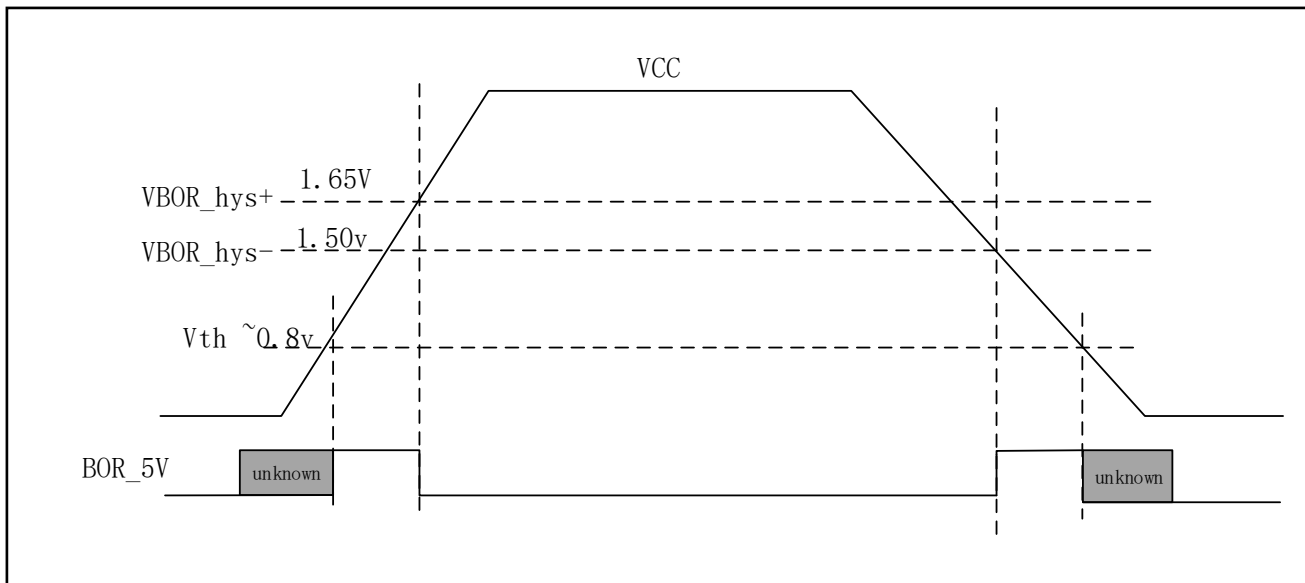 VCC
VBOR_hys+ 1.65V
VBOR_hys- 1.50v
Vth ~0.8v
BOR_5V unknown unknown